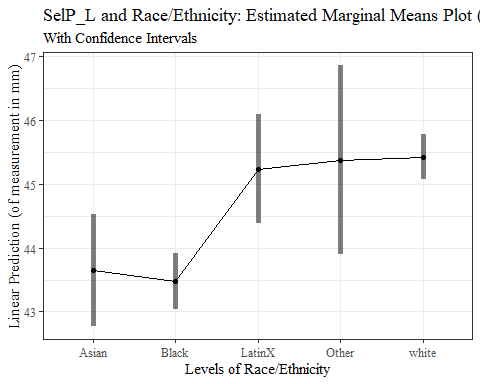 SelP_L and Race/Ethnicity: Estimated Marginal Means Plot (
With Confidence Intervals
47
46
45
44
43
Linear Prediction (of measurement in mm)
Asian Black LatinX Other white
Levels of Race/Ethnicity